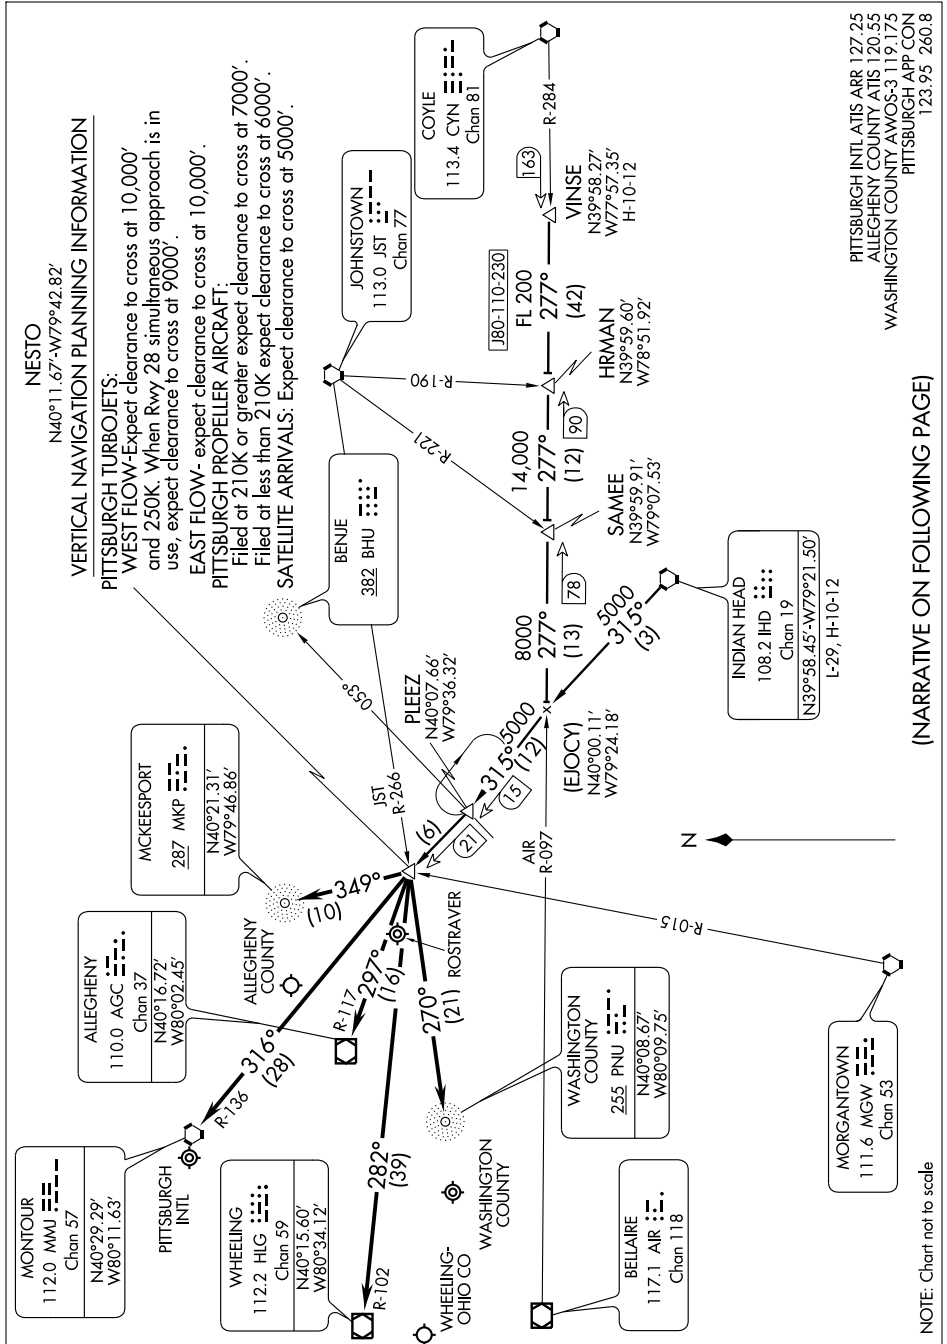 NESTO
N40°11.67'-W79°42.82'
VERTICAL NAVIGATION PLANNING INFORMATION
PITTSBURGH TURBOJETS:
WEST FLOW-Expect clearance to cross at 10,000'
and 250K. When Rwy 28 simultaneous approach is in
use, expect clearance to cross at 9000'.
EAST FLOW- expect clearance to cross at 10,000'.
PITTSBURGH PROPELLER AIRCRAFT:
Filed at 210K or greater expect clearance to cross at 7000'.
Filed at less than 210K expect clearance to cross at 6000'.
SATELLITE ARRIVALS: Expect clearance to cross at 5000'.
PITTSBURGH INTL ATIS ARR 127.25
ALLEGHENY COUNTY ATIS 120.55
WASHINGTON COUNTY AWOS-3 119.175
PITTSBURGH APP CON
123.95 260.8
MONTOUR
112.0 MMU
Chan 57
N40°29.29'
W80°11.63'
PITTSBURGH
INTL
R-136
316°
(28)
ALLEGHENY
110.0 AGC
Chan 37
N40°16.72'
W80°02.45'
ALLEGHENY
COUNTY
MCKEESPORT
287 MKP
N40°21.31'
W79°46.86'
349°
(10)
R-117
297°
(16)
ROSTRAVER
WHEELING
112.2 HLG
Chan 59
N40°15.60'
W80°34.12'
R-102
282°
(39)
270°
(21)
WHEELING-
OHIO CO
WASHINGTON
COUNTY
WASHINGTON
COUNTY
255 PNU
N40°08.67'
W80°09.75'
BELLAIRE
117.1 AIR
Chan 118
AIR
R-097
MORGANTOWN
111.6 MGW
Chan 53
R-015
N
BENJE
382 BHU
053°
JST
R-266
PLEEZ
N40°07.66'
W79°36.32'
(6)
21
15
5000
315°
(12)
(EJOCY)
N40°00.11'
W79°24.18'
5000
315°
(3)
INDIAN HEAD
108.2 IHD
Chan 19
N39°58.45'-W79°21.50'
L-29, H-10-12
8000
277°
(13)
78
SAMEE
N39°59.91'
W79°07.53'
14,000
277°
(12)
90
HRMAN
N39°59.60'
W78°51.92'
JOHNSTOWN
113.0 JST
Chan 77
R-190
R-221
J80-110-230
FL 200
277°
(42)
163
VINSE
N39°58.27'
W77°57.35'
H-10-12
R-284
COYLE
113.4 CYN
Chan 81
NOTE: Chart not to scale
(NARRATIVE ON FOLLOWING PAGE)